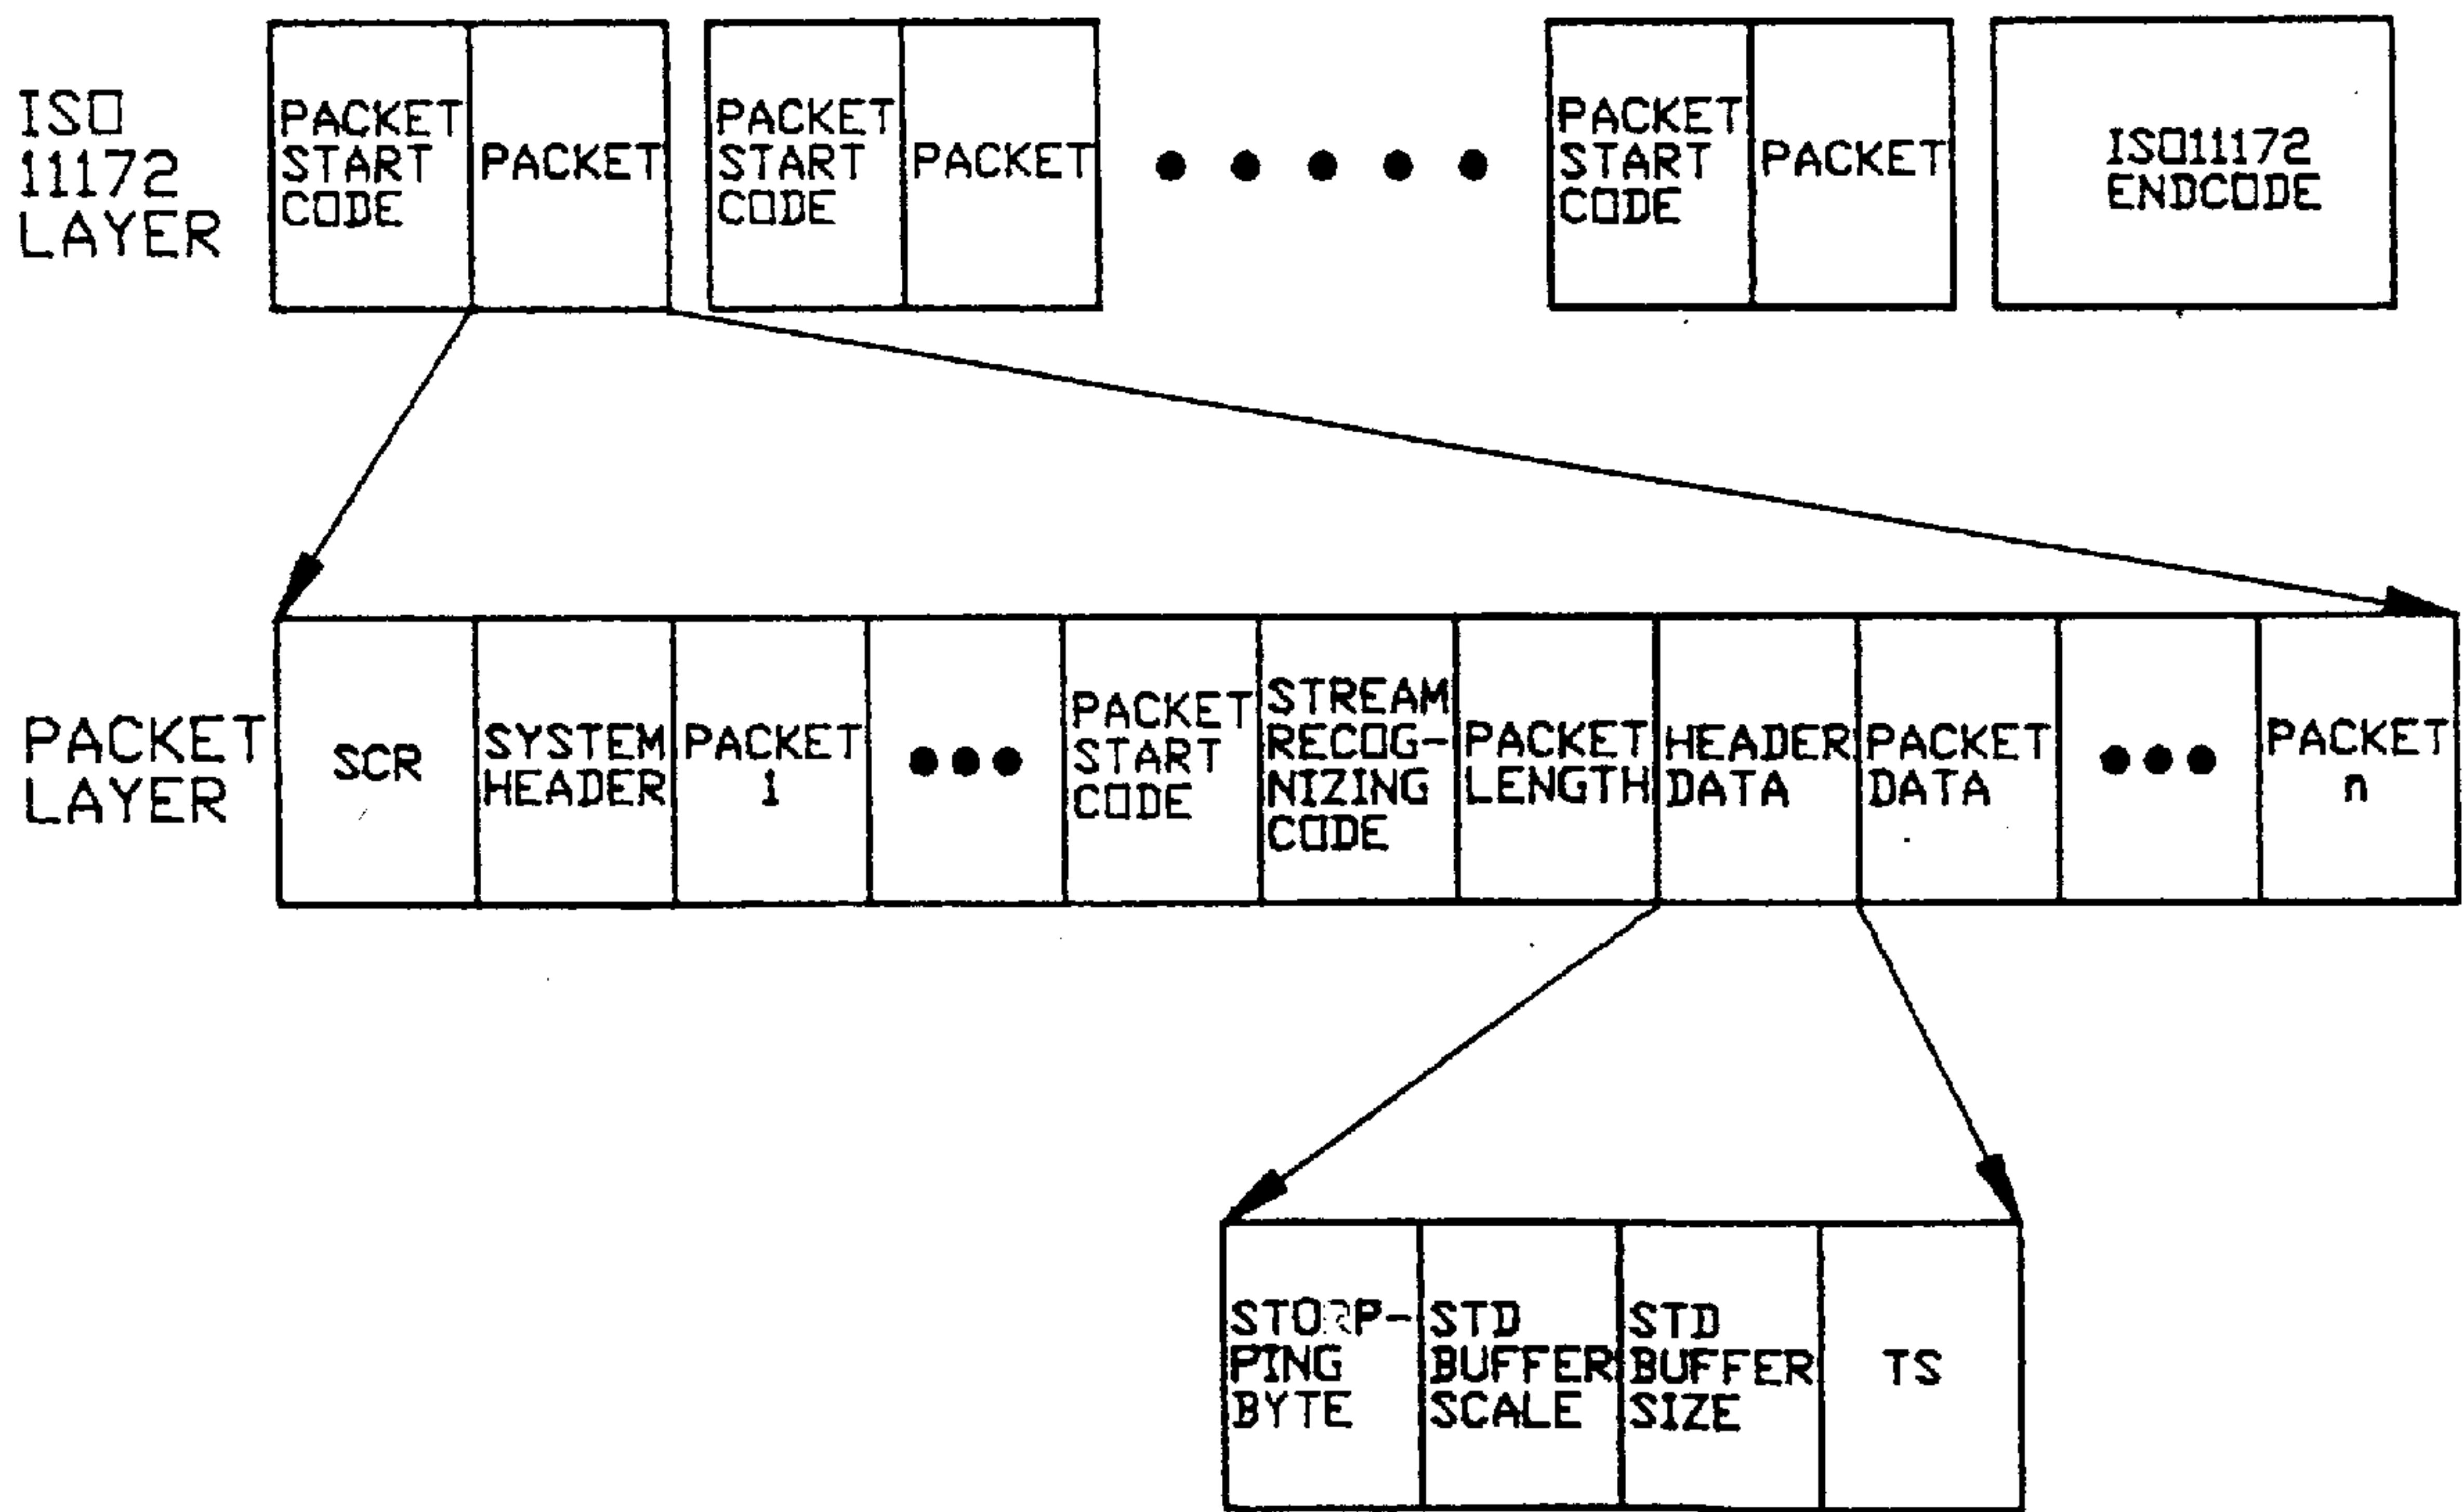 ISO
11172
LAYER
PACKET
START
CODE
PACKET
PACKET
START
CODE
PACKET
PACKET
START
CODE
PACKET
ISO11172
ENDCODE
PACKET
LAYER
SCR
SYSTEM
HEADER
PACKET
1
PACKET
START
CODE
STREAM
RECOG-
NIZING
CODE
PACKET
LENGTH
HEADER
DATA
PACKET
DATA
PACKET
n
STORP-
PING
BYTE
STD
BUFFER
SCALE
STD
BUFFER
SIZE
TS